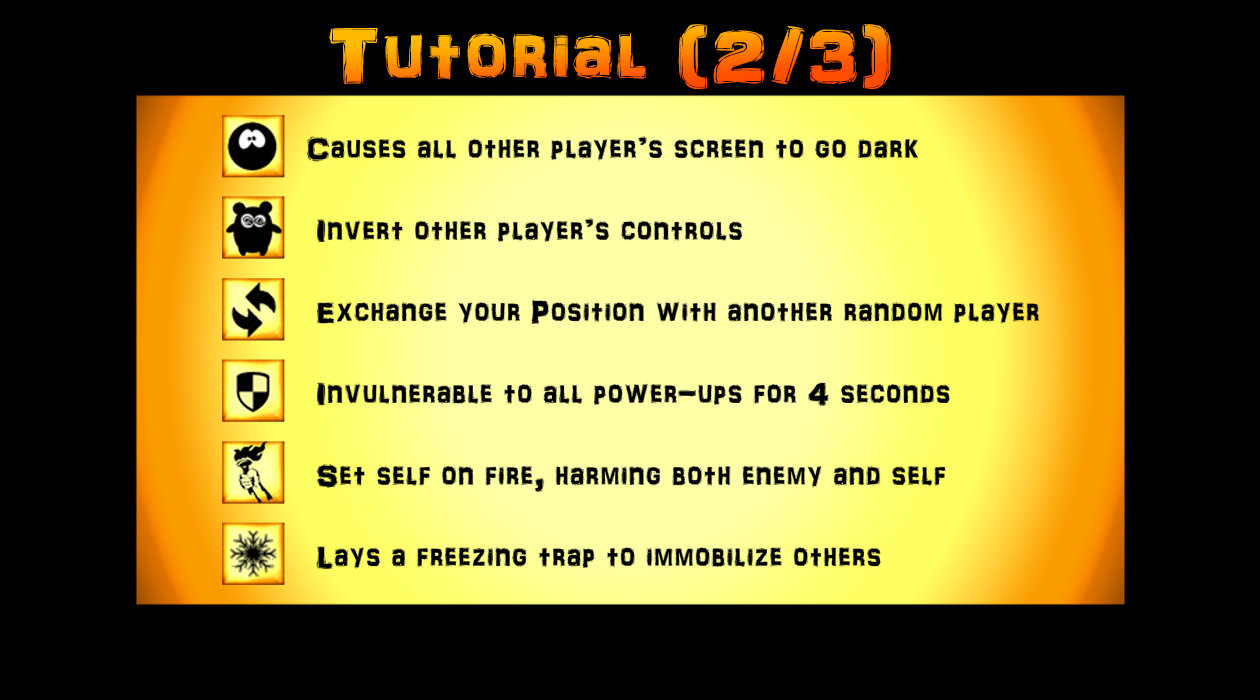 Tutorial (2/3)
Causes all other player's screen to go dark
Invert other player's controls
Exchange your Position with another random player
Invulnerable to all power-ups for 4 seconds
Set self on fire, harming both enemy and self
Lays a freezing trap to immobilize others